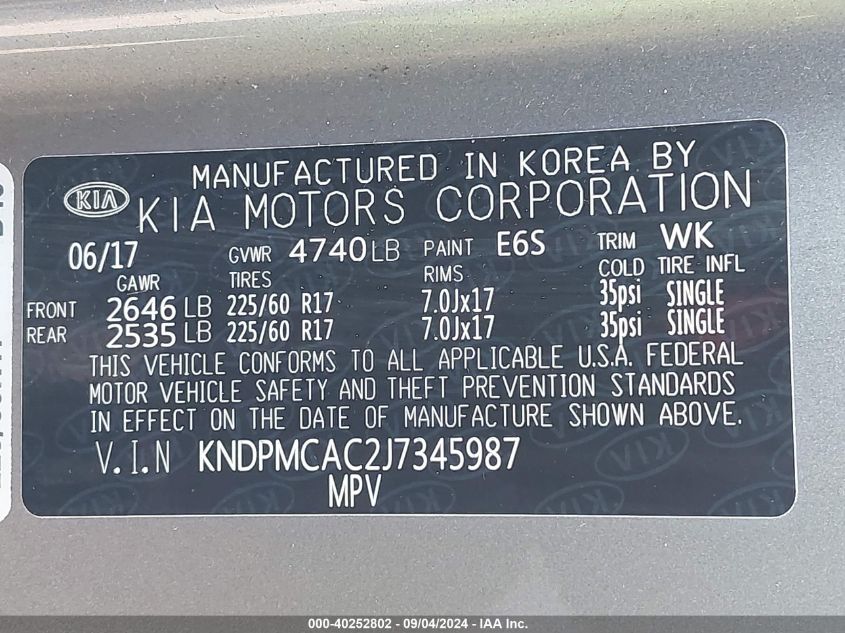 MANUFACTURED IN KOREA BY
KIA KIA MOTORS CORPORATION
06/17 GVWR 4740 LB PAINT E6S TRIM WK
GAWR TIRES RIMS COLD TIRE INFL
FRONT 2646 LB 225/60 R17 7.0Jx17 35psi SINGLE
REAR 2535 LB 225/60 R17 7.0Jx17 35psi SINGLE
THIS VEHICLE CONFORMS TO ALL APPLICABLE U.S.A. FEDERAL
MOTOR VEHICLE SAFETY AND THEFT PREVENTION STANDARDS
IN EFFECT ON THE DATE OF MANUFACTURE SHOWN ABOVE.
V.I.N KNDPMCAC2J7345987
MPV
000-40252802 - 09/04/2024 - IAA Inc.